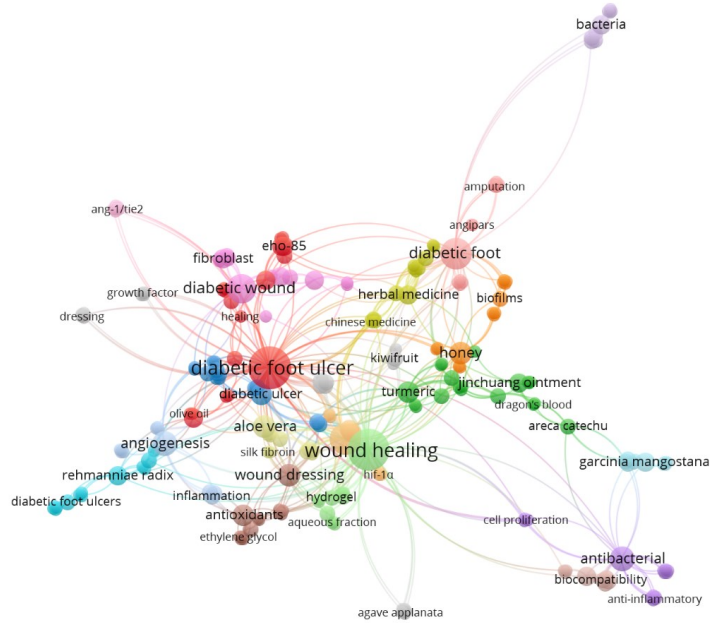 bacteria
amputation
ang-1/tie2
angipars
eho-85
diabetic foot
fibroblast
diabetic wound
growth factor
herbal medicine
biofilms
dressing
healing
chinese medicine
kiwifruit
honey
diabetic foot ulcer
jinchuang ointment
diabetic ulcer
turmeric
dragon's blood
olive oil
aloe vera
areca catechu
angiogenesis
silk fibroin
wound healing
garcinia mangostana
rehmanniae radix
wound dressing
hif-1α
diabetic foot ulcers
inflammation
hydrogel
antioxidants
aqueous fraction
cell proliferation
ethylene glycol
antibacterial
biocompatibility
anti-inflammatory
agave applanata